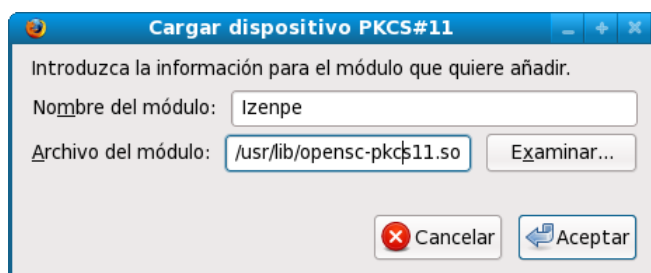 Cargar dispositivo PKCS#11
Introduzca la información para el módulo que quiere añadir.
Nombre del módulo: Izenpe
Archivo del módulo: /usr/lib/opensc-pkcs11.so Examinar...
Cancelar Aceptar